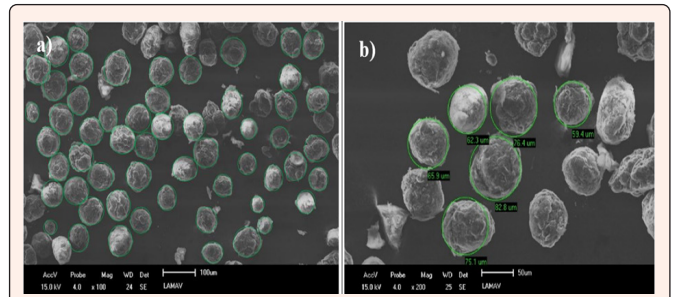 a)
AccV Probe Mag WD Det 100um
15.0 kV 4.0 x 100 24 SE LAMAV
b)
62.3 um
76.4 um
59.4 um
65.9 um
82.8 um
75.1 um
AccV Probe Mag WD Det 50um
15.0 kV 4.0 x 200 25 SE LAMAV